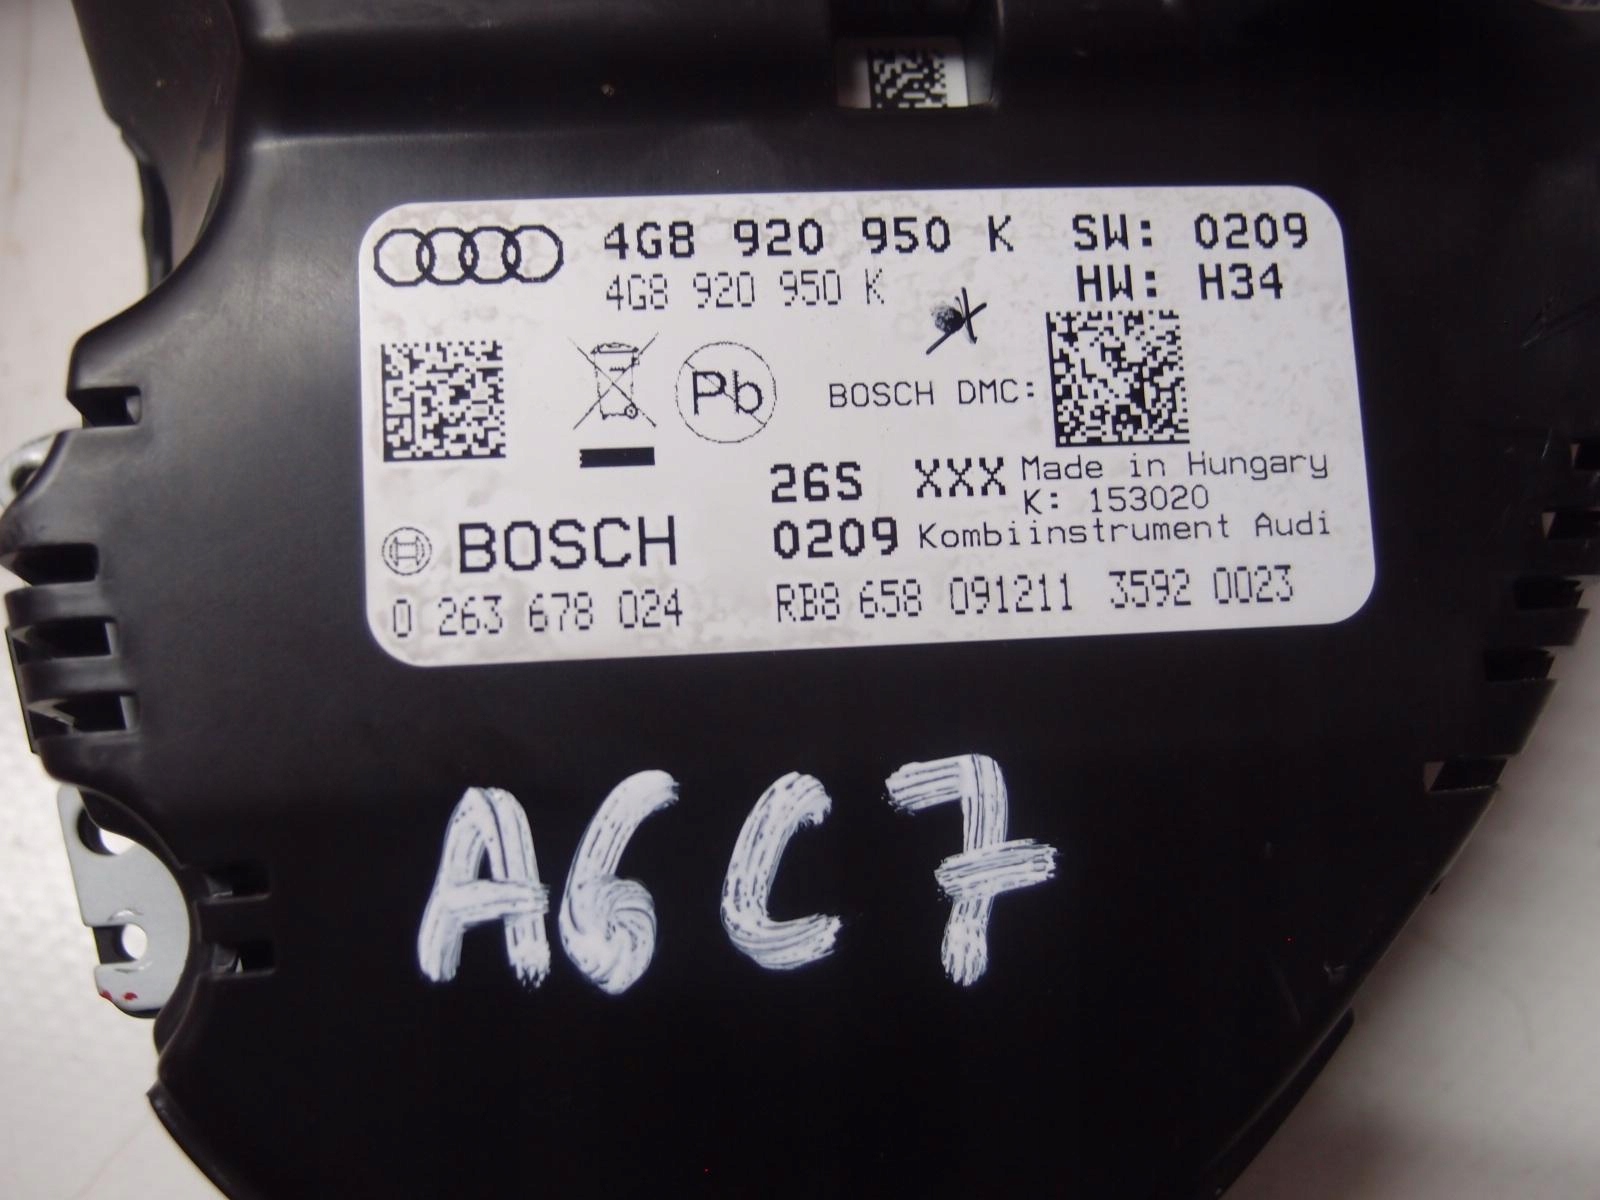 4G8 920 950 K SW: 0209
4G8 920 950 K HW: H34
Pb
BOSCH DMC:
26S XXX Made in Hungary
K: 153020
BOSCH 0209 Kombiinstrument Audi
0 263 678 024 RB8 658 091211 3592 0023
A6C7